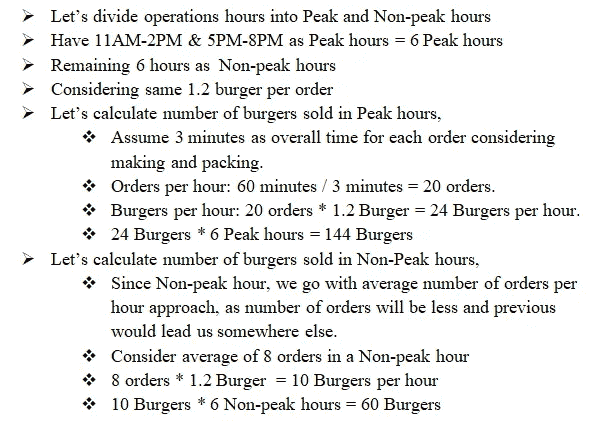 ➢ Let's divide operations hours into Peak and Non-peak hours
➢ Have 11AM-2PM & 5PM-8PM as Peak hours = 6 Peak hours
➢ Remaining 6 hours as  Non-peak hours
➢ Considering same 1.2 burger per order
➢ Let's calculate number of burgers sold in Peak hours,
❖ Assume 3 minutes as overall time for each order considering
making and packing.
❖ Orders per hour: 60 minutes / 3 minutes = 20 orders.
❖ Burgers per hour: 20 orders * 1.2 Burger = 24 Burgers per hour.
❖ 24 Burgers * 6 Peak hours = 144 Burgers
➢ Let's calculate number of burgers sold in Non-Peak hours,
❖ Since Non-peak hour, we go with average number of orders per
hour approach, as number of orders will be less and previous
would lead us somewhere else.
❖ Consider average of 8 orders in a Non-peak hour
❖ 8 orders * 1.2 Burger  = 10 Burgers per hour
❖ 10 Burgers * 6 Non-peak hours = 60 Burgers